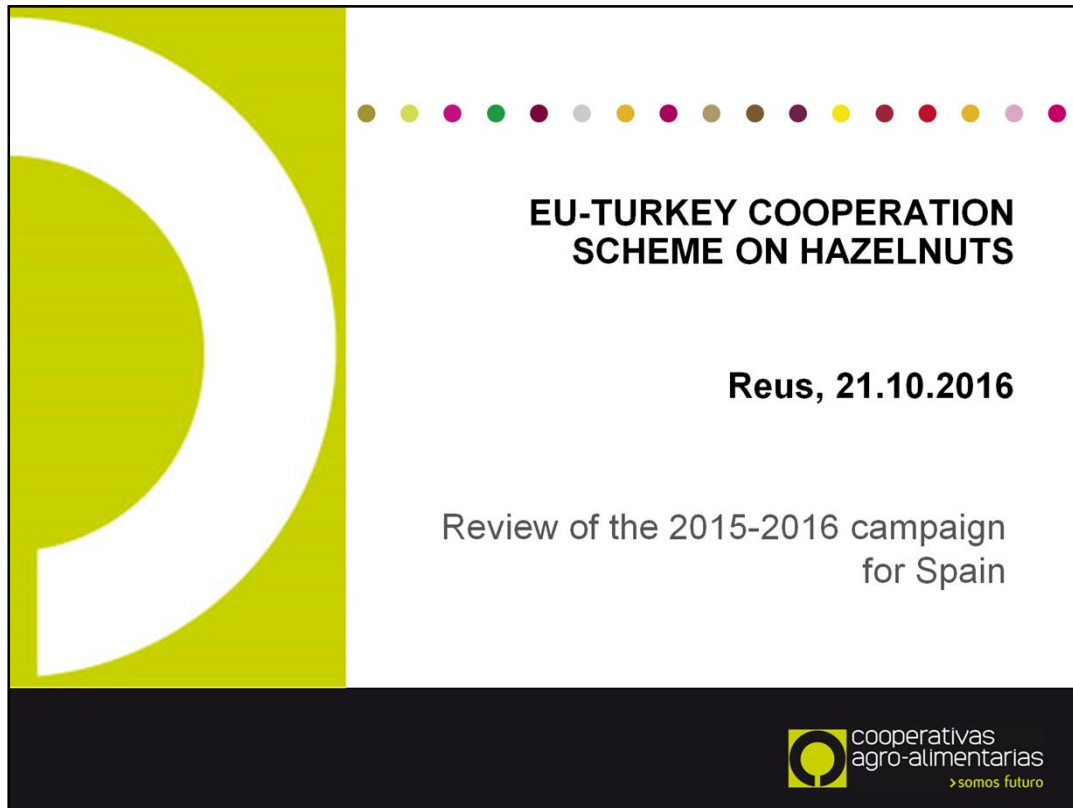 EU-TURKEY COOPERATION
SCHEME ON HAZELNUTS
Reus, 21.10.2016
Review of the 2015-2016 campaign
for Spain
cooperativas
agro-alimentarias
>somos futuro